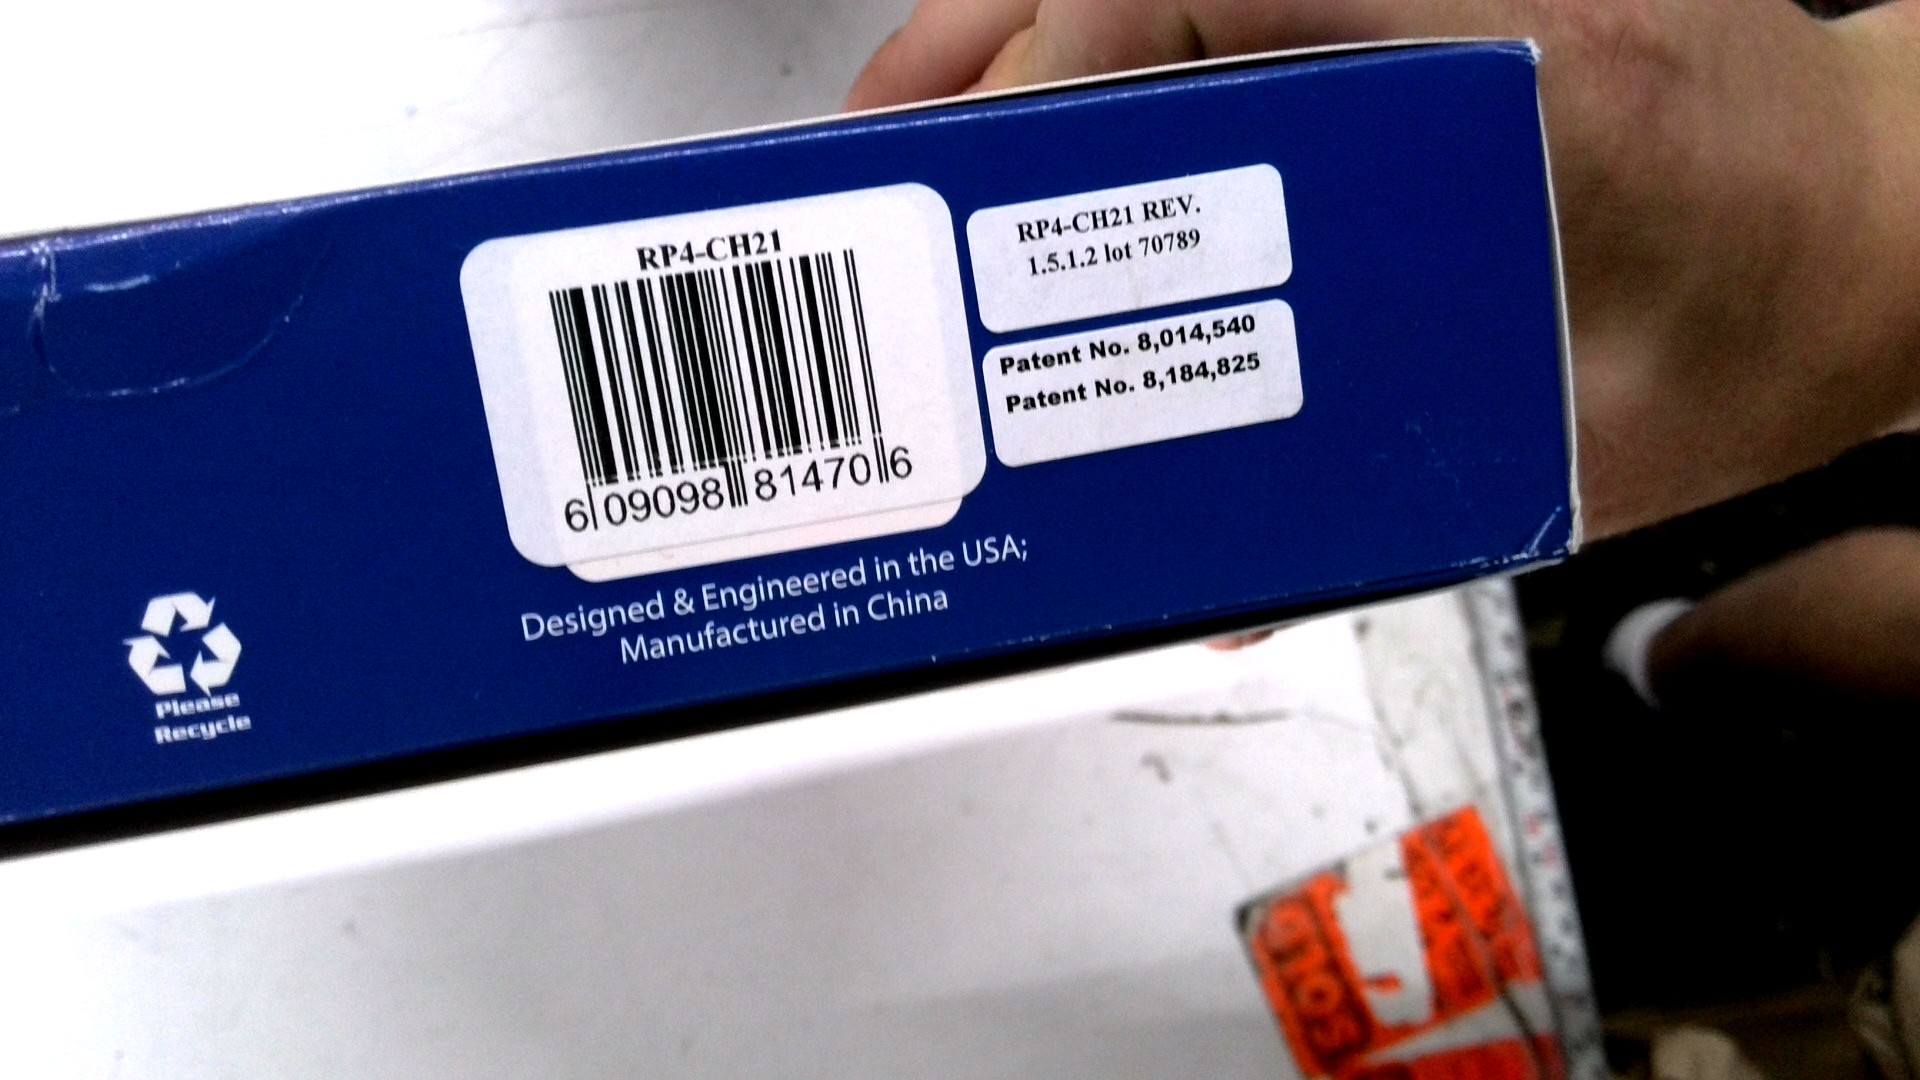 RP4-CH21
6 09098 81470 6
RP4-CH21 REV.
1.5.1.2 lot 70789
Patent No. 8,014,540
Patent No. 8,184,825
Designed & Engineered in the USA;
Manufactured in China
Please
Recycle
SOLID